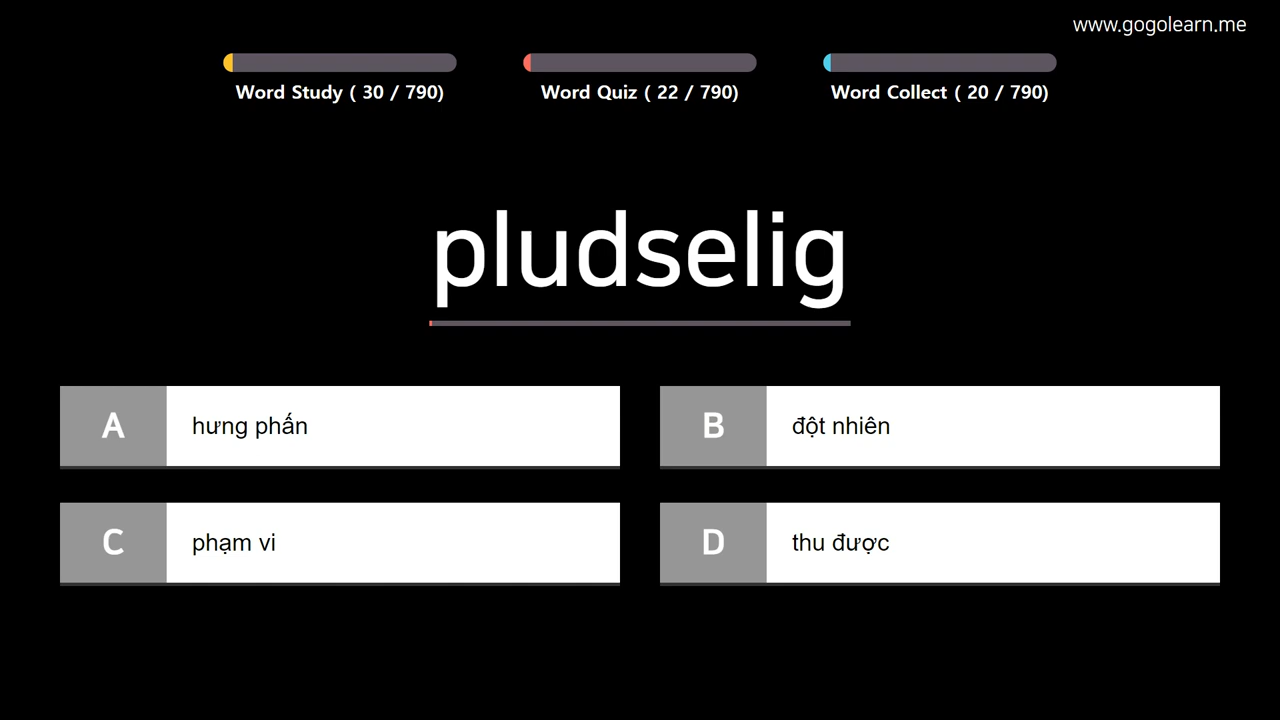 www.gogolearn.me
Word Study ( 30 / 790)
Word Quiz ( 22 / 790)
Word Collect ( 20 / 790)
pludselig
A hưng phấn
B đột nhiên
C phạm vi
D thu được